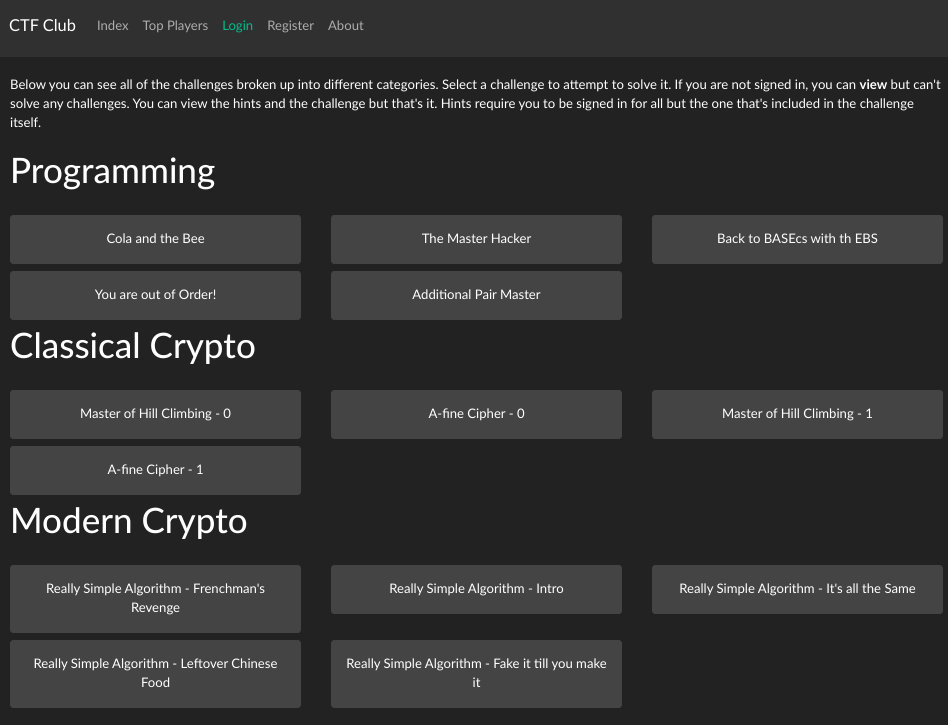 CTF Club Index Top Players Login Register About
Below you can see all of the challenges broken up into different categories. Select a challenge to attempt to solve it. If you are not signed in, you can view but can't
solve any challenges. You can view the hints and the challenge but that's it. Hints require you to be signed in for all but the one that's included in the challenge
itself.
Programming
Cola and the Bee
The Master Hacker
Back to BASEcs with th EBS
You are out of Order!
Additional Pair Master
Classical Crypto
Master of Hill Climbing - 0
A-fine Cipher - 0
Master of Hill Climbing - 1
A-fine Cipher - 1
Modern Crypto
Really Simple Algorithm - Frenchman's
Revenge
Really Simple Algorithm - Intro
Really Simple Algorithm - It's all the Same
Really Simple Algorithm - Leftover Chinese
Food
Really Simple Algorithm - Fake it till you make
it